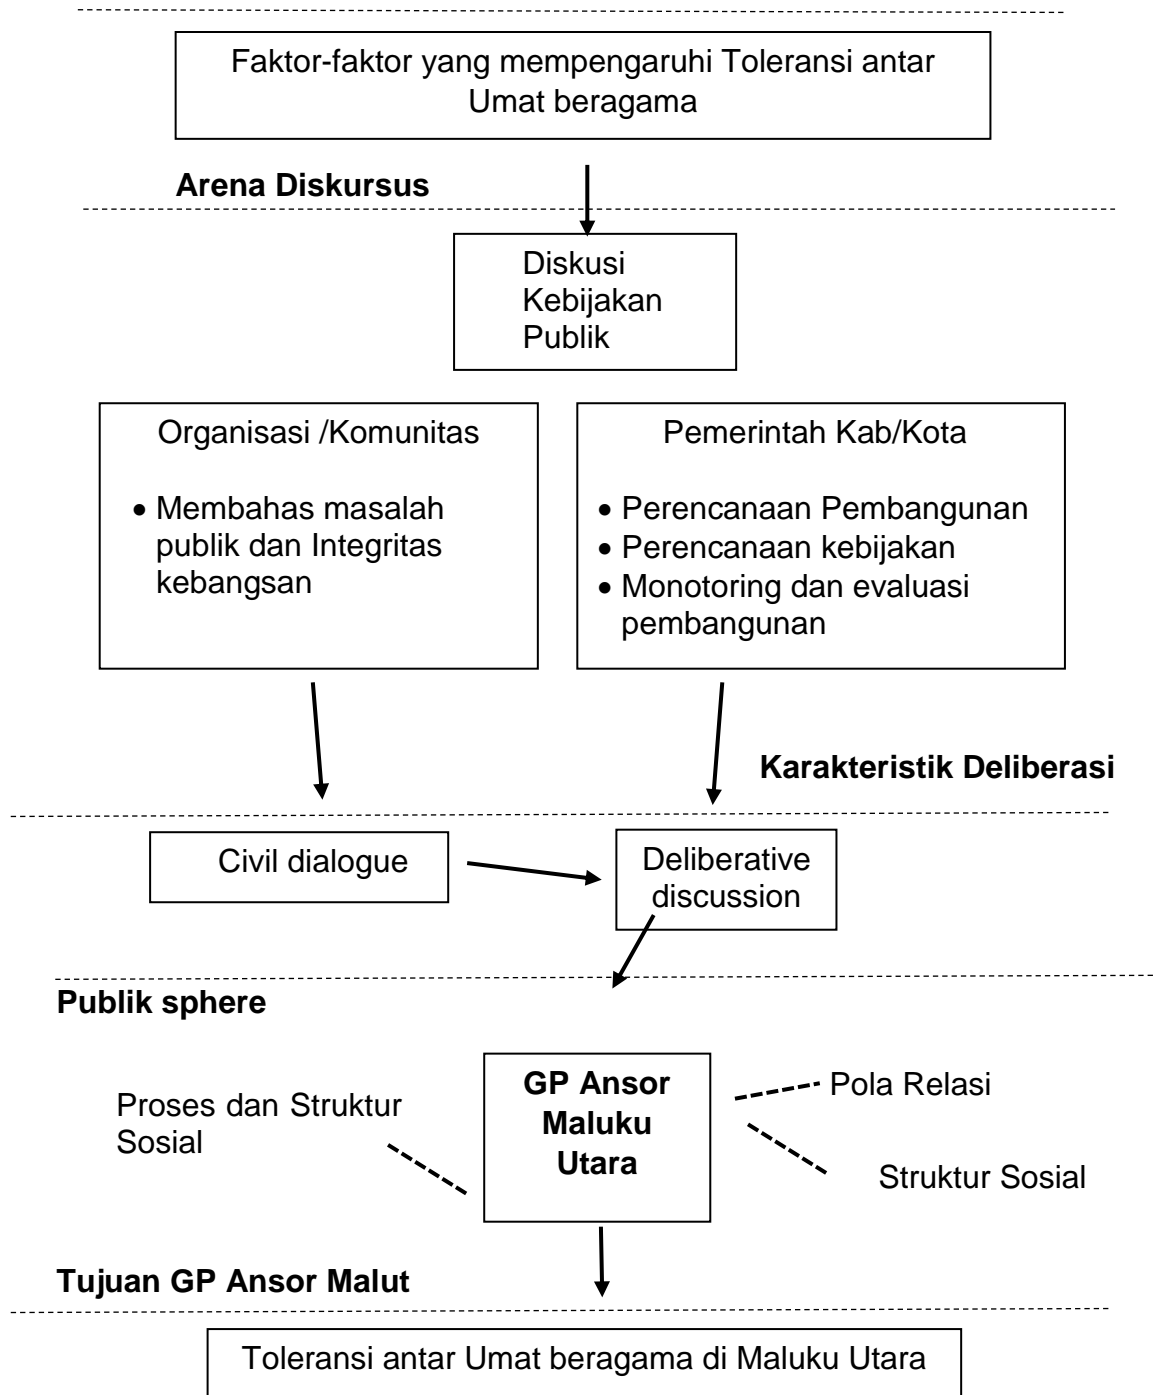 Faktor-faktor yang mempengaruhi Toleransi antar
Umat beragama
Arena Diskursus
Diskusi
Kebijakan
Publik
Organisasi /Komunitas
• Membahas masalah
publik dan Integritas
kebangsan
Pemerintah Kab/Kota
• Perencanaan Pembangunan
• Perencanaan kebijakan
• Monotoring dan evaluasi
pembangunan
Karakteristik Deliberasi
Civil dialogue
Deliberative
discussion
Publik sphere
Proses dan Struktur
Sosial
GP Ansor
Maluku
Utara
Pola Relasi
Struktur Sosial
Tujuan GP Ansor Malut
Toleransi antar Umat beragama di Maluku Utara